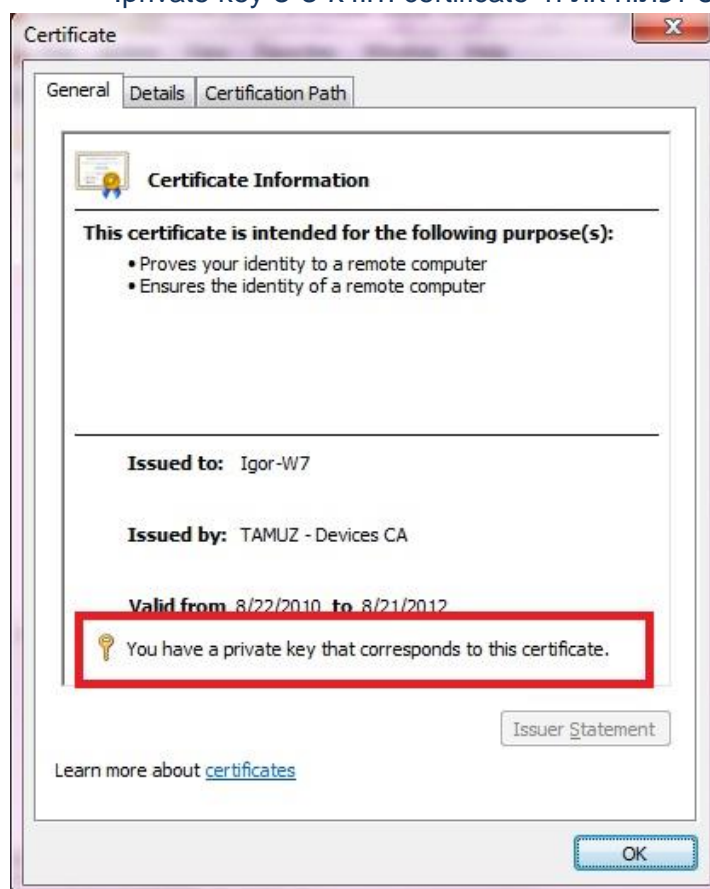 private key
certificate
Certificate
General Details Certification Path
Certificate Information
This certificate is intended for the following purpose(s):
• Proves your identity to a remote computer
• Ensures the identity of a remote computer
Issued to: Igor-W7
Issued by: TAMUZ - Devices CA
Valid from 8/22/2010 to 8/21/2012
You have a private key that corresponds to this certificate.
Issuer Statement
Learn more about certificates
OK